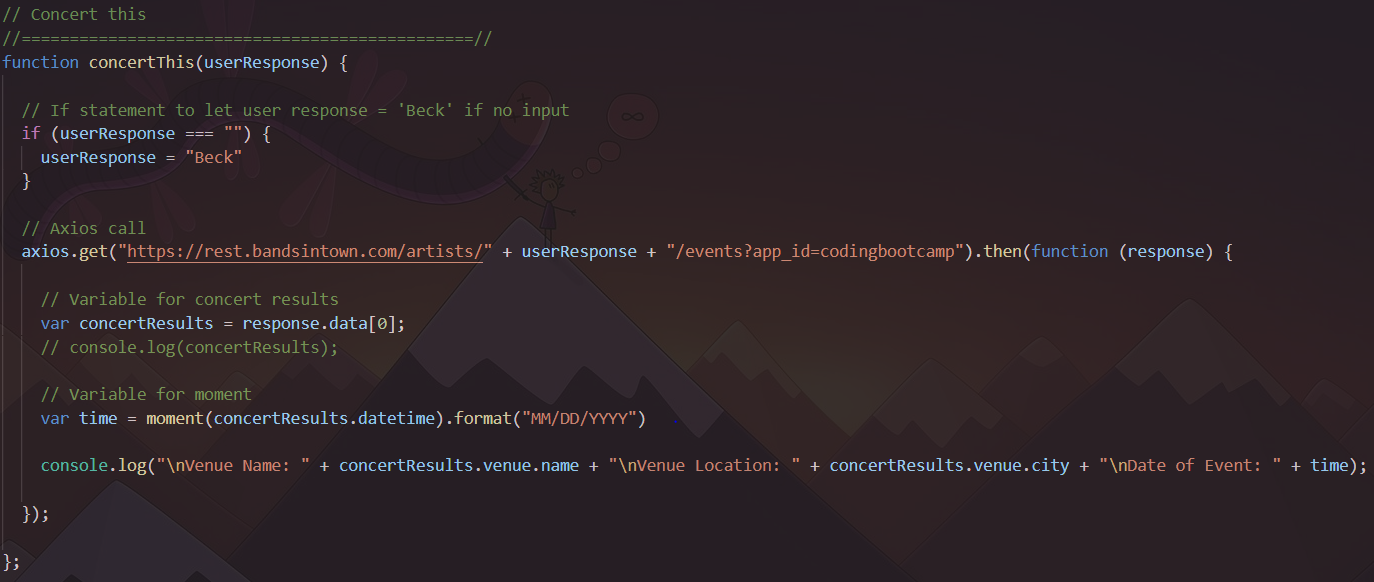 // Concert this
//===============================================//
function concertThis(userResponse) {
// If statement to let user response = 'Beck' if no input
if (userResponse === "") {
userResponse = "Beck"
}
// Axios call
axios.get("https://rest.bandsintown.com/artists/" + userResponse + "/events?app_id=codingbootcamp").then(function (response) {
// Variable for concert results
var concertResults = response.data[0];
// console.log(concertResults);
// Variable for moment
var time = moment(concertResults.datetime).format("MM/DD/YYYY")
console.log("\nVenue Name: " + concertResults.venue.name + "\nVenue Location: " + concertResults.venue.city + "\nDate of Event: " + time);
});
};